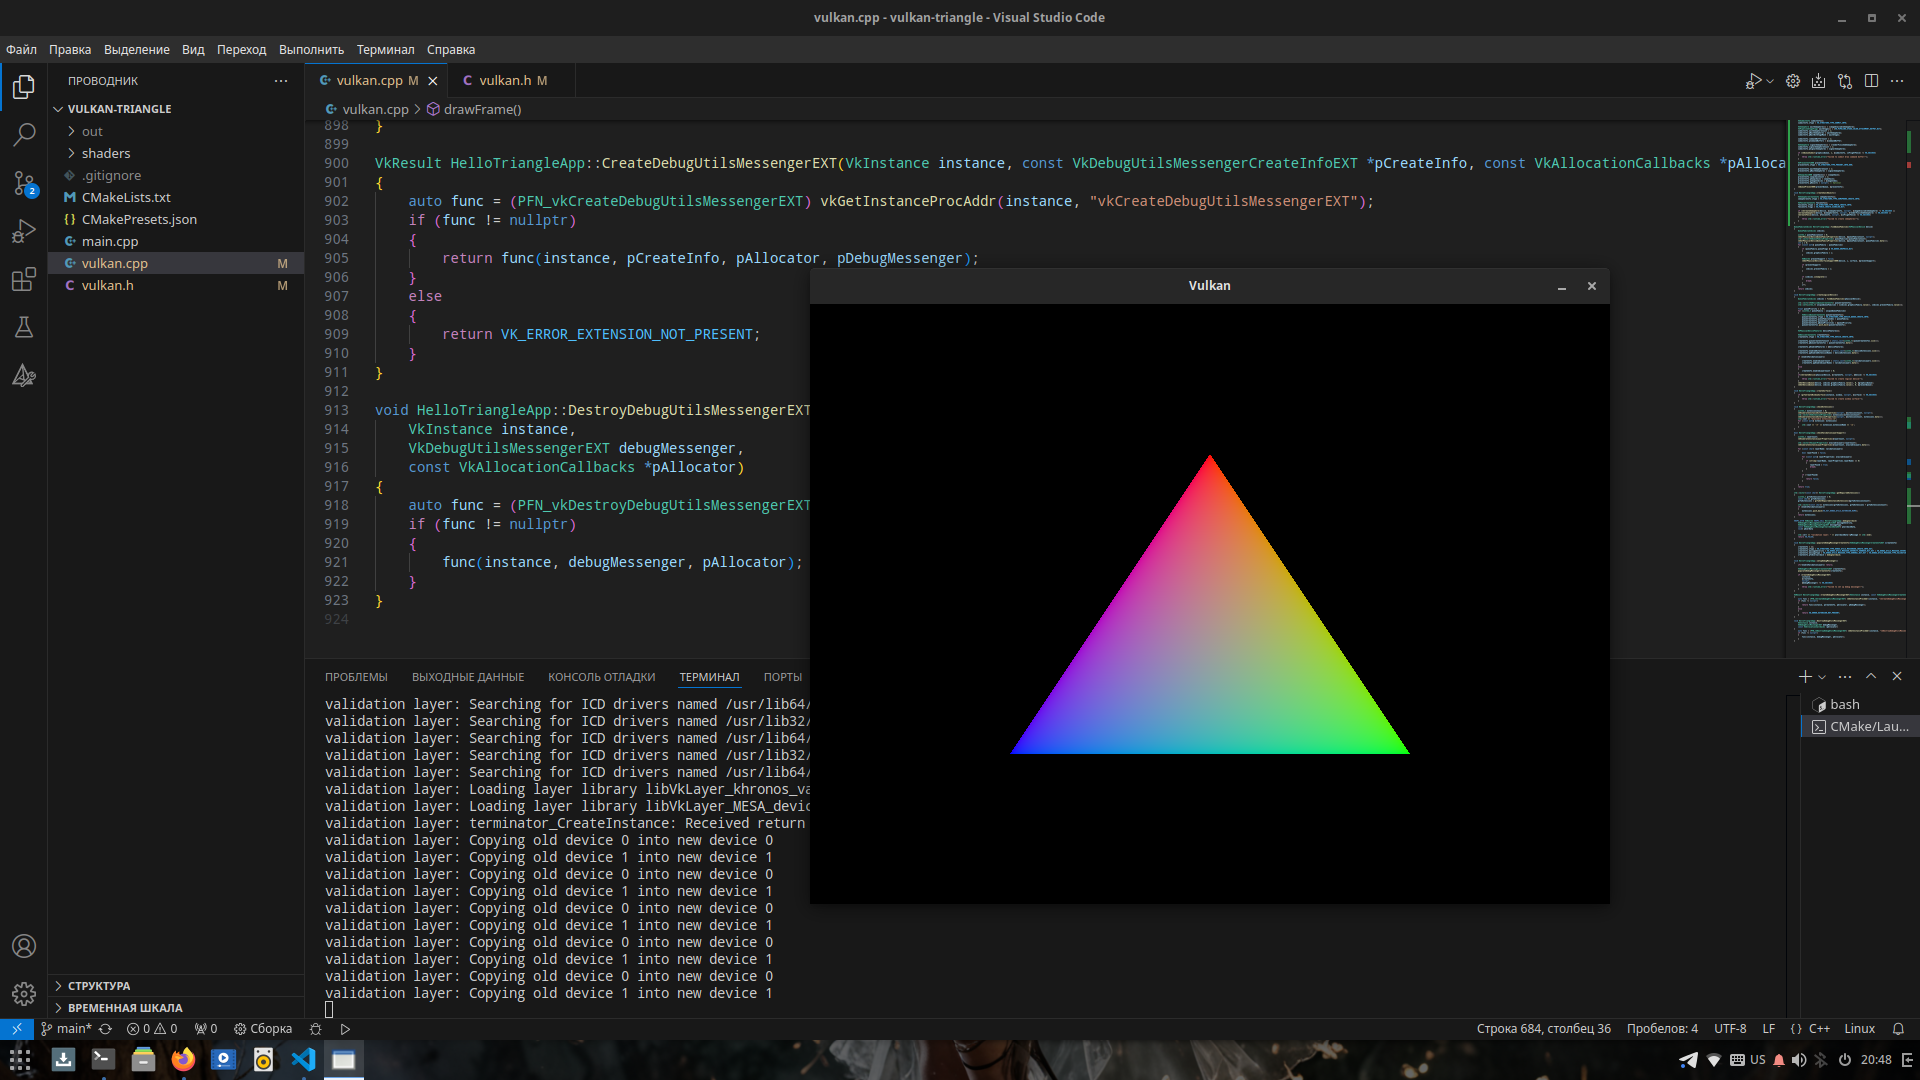 vulkan.cpp - vulkan-triangle - Visual Studio Code
Файл Правка Выделение Вид Переход Выполнить Терминал Справка
ПРОВОДНИК
VULKAN-TRIANGLE
out
shaders
.gitignore
CMakeLists.txt
CMakePresets.json
main.cpp
vulkan.cpp M
vulkan.h M
2
СТРУКТУРА
ВРЕМЕННАЯ ШКАЛА
vulkan.cpp M
vulkan.h M
vulkan.cpp > drawFrame()
898 }
899
900 VkResult HelloTriangleApp::CreateDebugUtilsMessengerEXT(VkInstance instance, const VkDebugUtilsMessengerCreateInfoEXT *pCreateInfo, const VkAllocationCallbacks *pAlloca
901 {
902 auto func = (PFN_vkCreateDebugUtilsMessengerEXT) vkGetInstanceProcAddr(instance, "vkCreateDebugUtilsMessengerEXT");
903 if (func != nullptr)
904 {
905 return func(instance, pCreateInfo, pAllocator, pDebugMessenger);
906 }
907 else
908 {
909 return VK_ERROR_EXTENSION_NOT_PRESENT;
910 }
911 }
912
913 void HelloTriangleApp::DestroyDebugUtilsMessengerEXT
914 VkInstance instance,
915 VkDebugUtilsMessengerEXT debugMessenger,
916 const VkAllocationCallbacks *pAllocator)
917 {
918 auto func = (PFN_vkDestroyDebugUtilsMessengerEXT
919 if (func != nullptr)
920 {
921 func(instance, debugMessenger, pAllocator);
922 }
923 }
924
Vulkan
ПРОБЛЕМЫ ВЫХОДНЫЕ ДАННЫЕ КОНСОЛЬ ОТЛАДКИ ТЕРМИНАЛ ПОРТЫ
validation layer: Searching for ICD drivers named /usr/lib64/
validation layer: Searching for ICD drivers named /usr/lib32/
validation layer: Searching for ICD drivers named /usr/lib64/
validation layer: Searching for ICD drivers named /usr/lib32/
validation layer: Searching for ICD drivers named /usr/lib64/
validation layer: Loading layer library libVkLayer_khronos_va
validation layer: Loading layer library libVkLayer_MESA_devic
validation layer: terminator_CreateInstance: Received return
validation layer: Copying old device 0 into new device 0
validation layer: Copying old device 1 into new device 1
validation layer: Copying old device 0 into new device 0
validation layer: Copying old device 1 into new device 1
validation layer: Copying old device 0 into new device 0
validation layer: Copying old device 1 into new device 1
validation layer: Copying old device 0 into new device 0
validation layer: Copying old device 1 into new device 1
validation layer: Copying old device 0 into new device 0
validation layer: Copying old device 1 into new device 1
bash
CMake/Lau...
main* 0 0 0 Сборка
Строка 684, столбец 36 Пробелов: 4 UTF-8 LF {} C++ Linux
US 20:48